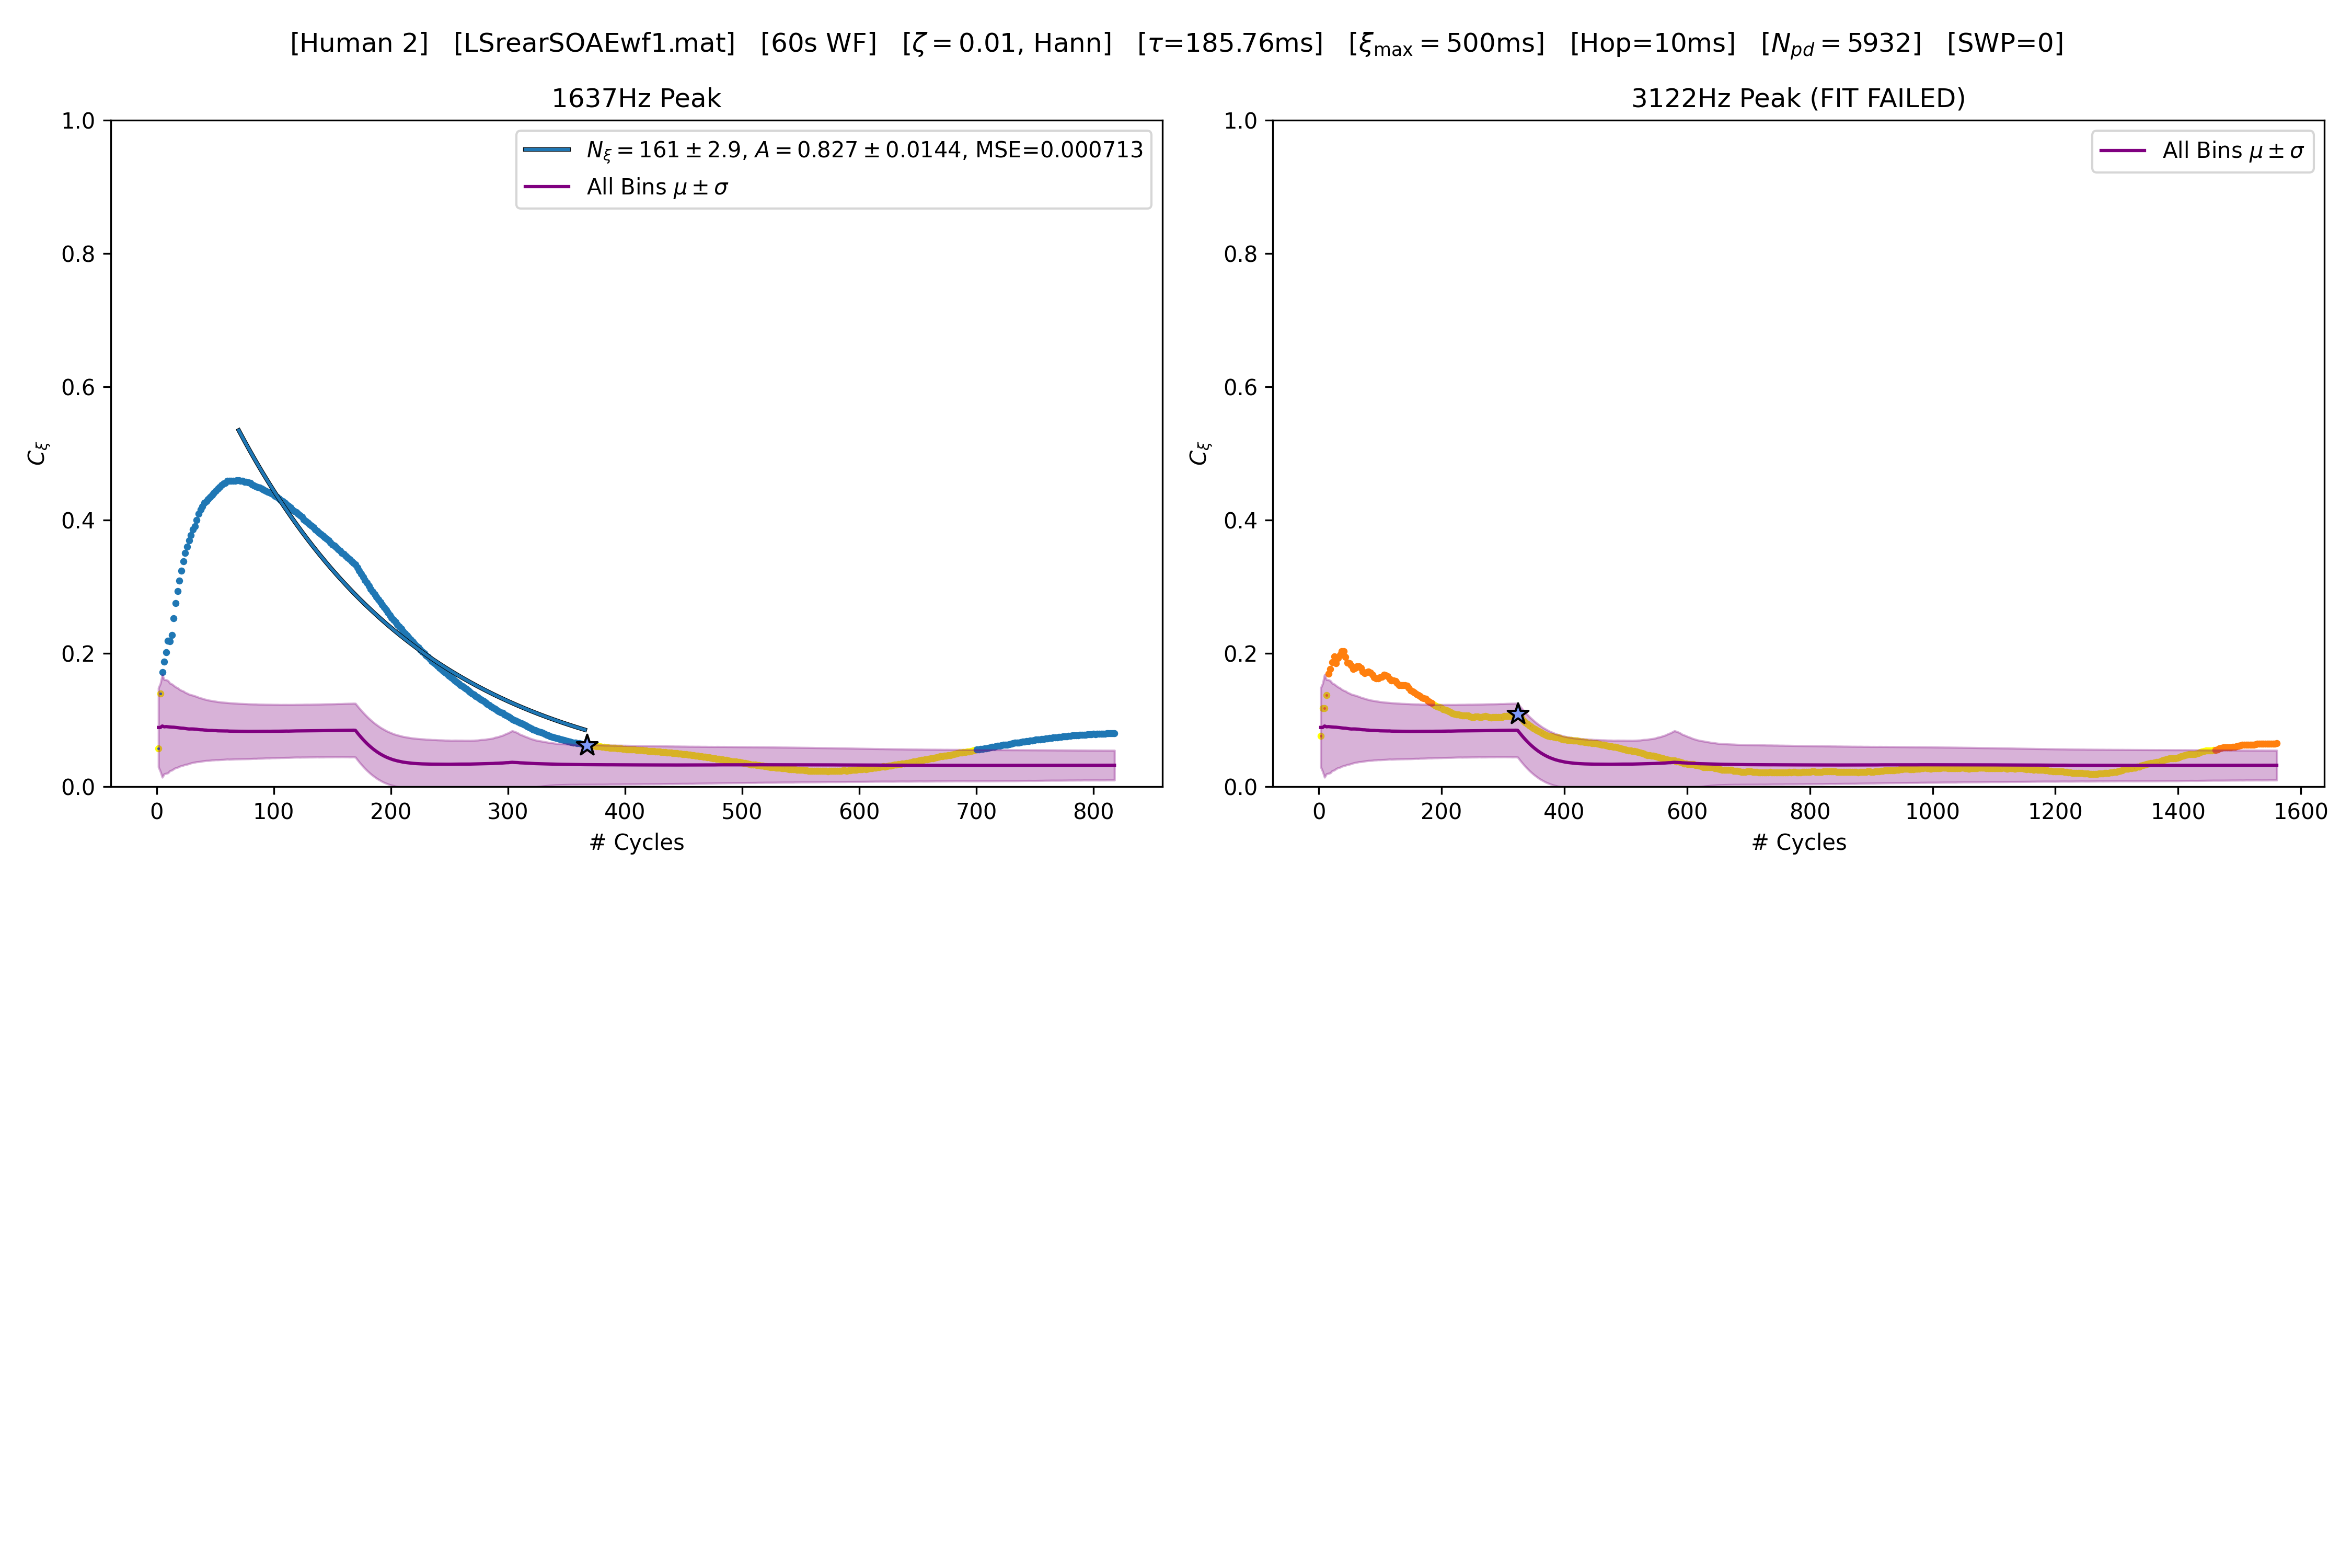 [Human 2] [LSrearSOAEwf1.mat] [60s WF] [ζ = 0.01, Hann] [τ=185.76ms] [ξmax = 500ms] [Hop=10ms] [Npd = 5932] [SWP=0]
1637Hz Peak
1.0
0.8
0.6
0.4
0.2
0.0
Cξ
Nξ = 161 ± 2.9, A = 0.827 ± 0.0144, MSE=0.000713
All Bins μ ± σ
0 100 200 300 400 500 600 700 800
# Cycles
3122Hz Peak (FIT FAILED)
1.0
0.8
0.6
0.4
0.2
0.0
Cξ
All Bins μ ± σ
0 200 400 600 800 1000 1200 1400 1600
# Cycles